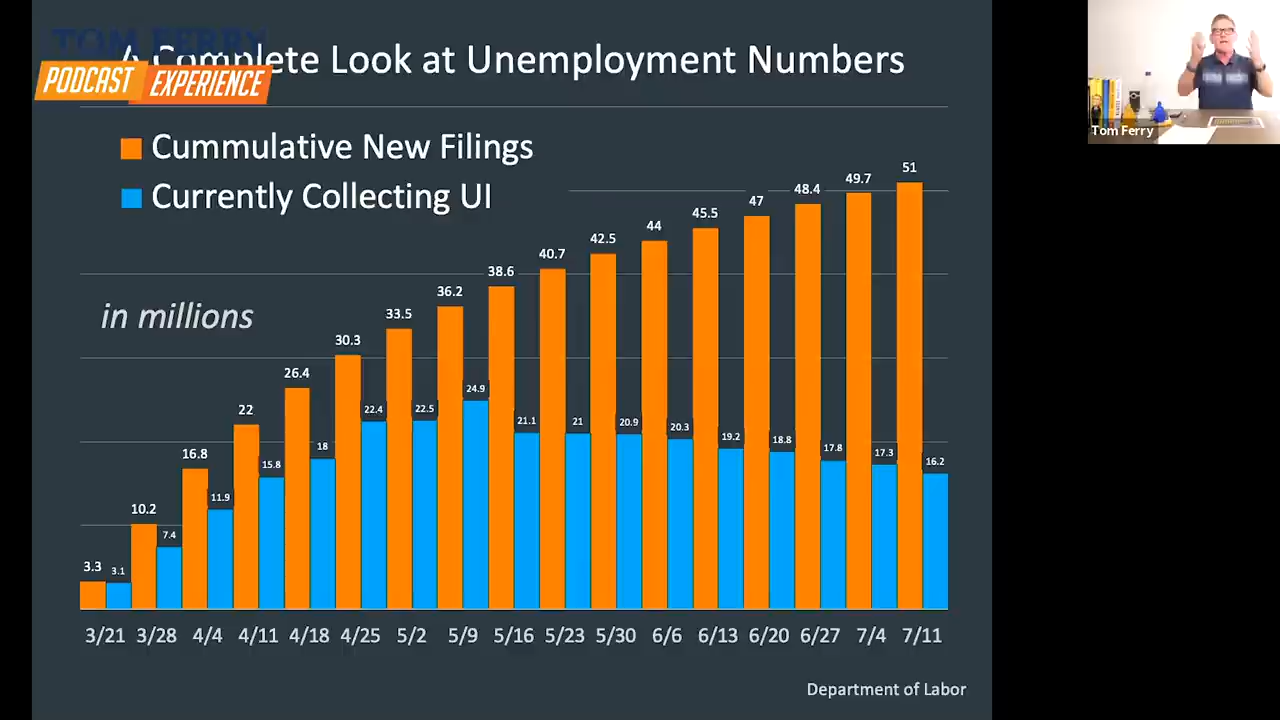 TOM FERRY
PODCAST EXPERIENCE
A Complete Look at Unemployment Numbers
Cummulative New Filings
Currently Collecting UI
in millions
3.3 3.1 10.2 7.4 16.8 11.9 22 15.8 26.4 18 30.3 22.4 33.5 22.5 36.2 24.9 38.6 21.1 40.7 21 42.5 20.9 44 20.3 45.5 19.2 47 18.8 48.4 17.8 49.7 17.3 51 16.2
3/21 3/28 4/4 4/11 4/18 4/25 5/2 5/9 5/16 5/23 5/30 6/6 6/13 6/20 6/27 7/4 7/11
Department of Labor
Tom Ferry